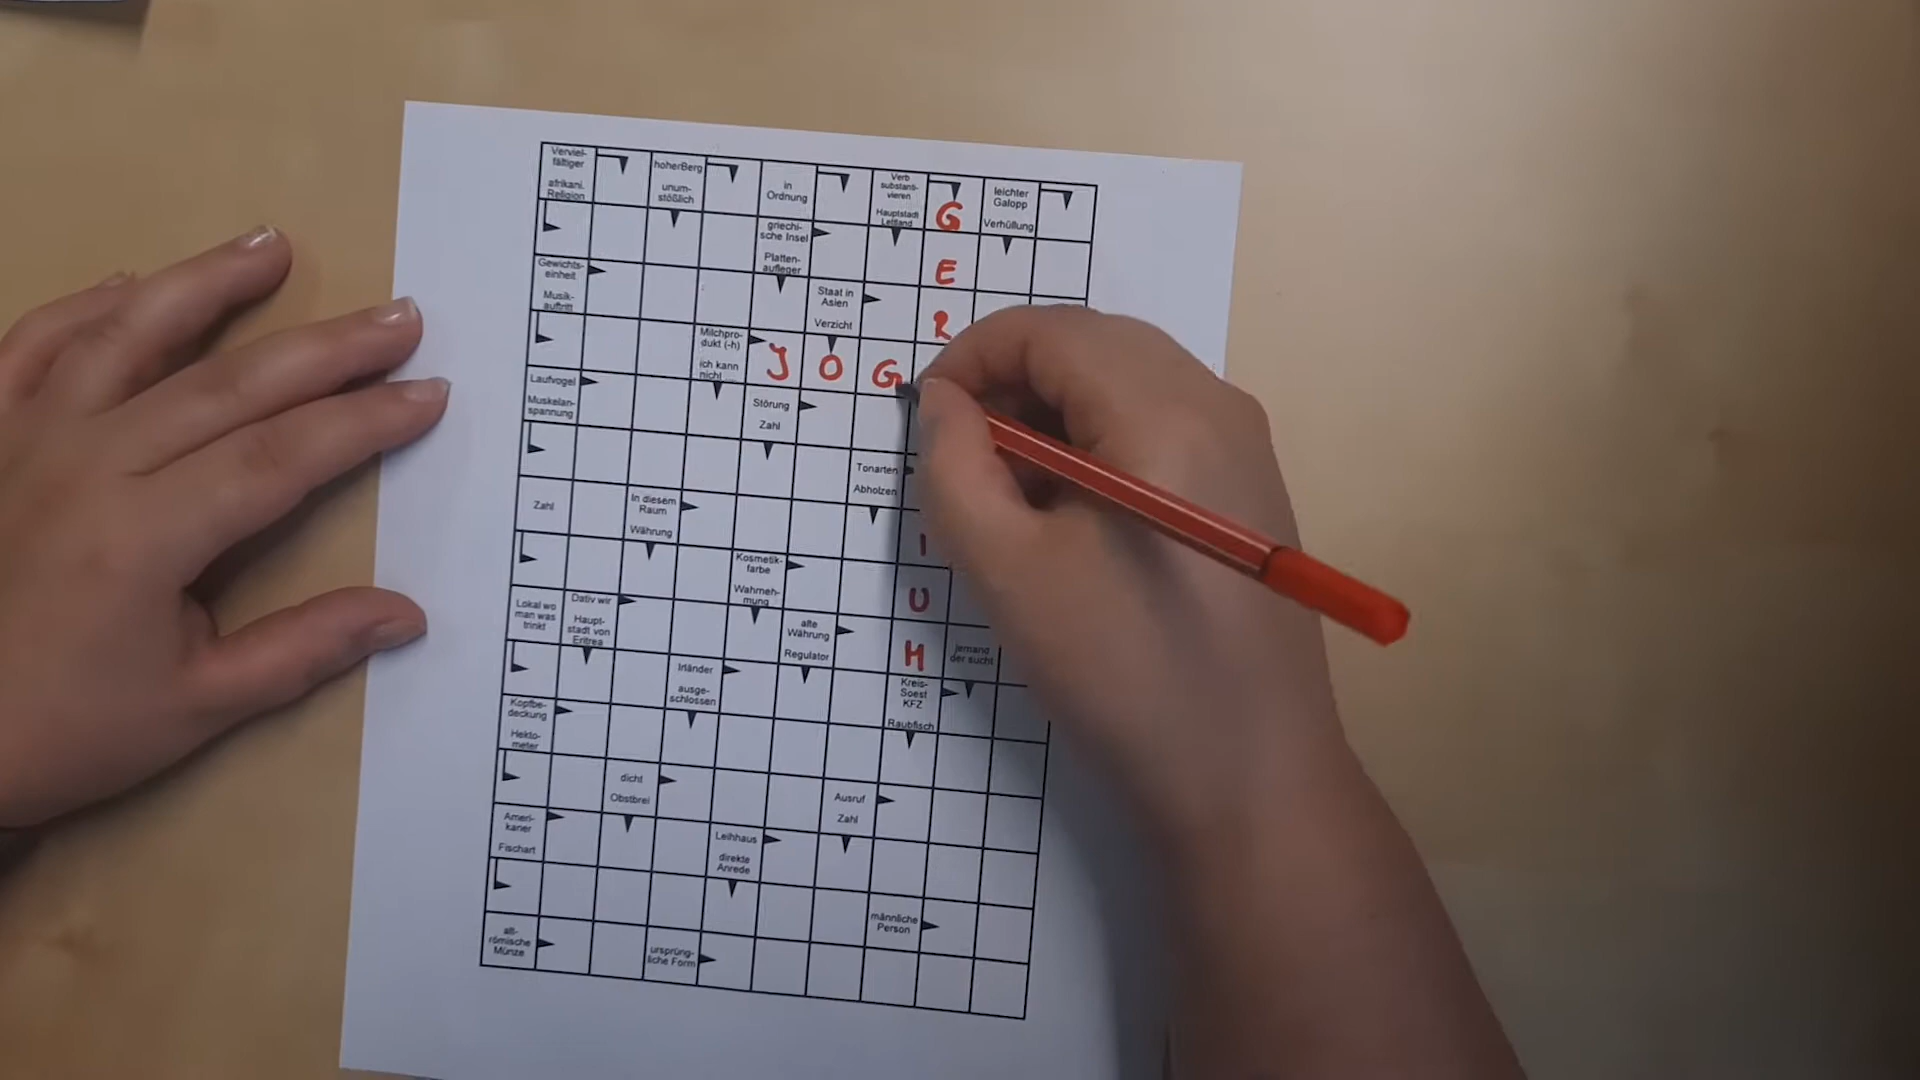 Verviel-
fältiger
afrikani.
Religion
hoherBerg
unum-
stößlich
in
Ordnung
Verb
substanti-
vieren
Hauptstadt
Lettland
G
leichter
Galopp
Verhüllung
griechi-
sche Insel
Platten-
aufleger
E
Gewichts-
einheit
Musik-
auftritt
Staat in
Asien
Verzicht
R
Milchpro-
dukt (-h)
ich kann
nicht
J O G
Laufvogel
Muskelan-
spannung
Störung
Zahl
Tonarten
Abholzen
Zahl
In diesem
Raum
Währung
I
Kosmetik-
farbe
Wahrneh-
mung
U
Lokal wo
man was
trinkt
Dativ wir
Haupt-
stadt von
Eritrea
alte
Währung
Regulator
M
jemand
der sucht
Irländer
ausge-
schlossen
Kreis-
Soest
KFZ
Raubfisch
Kopfbe-
deckung
Hekto-
meter
dicht
Obstbrei
Ausruf
Zahl
Ameri-
kaner
Fischart
Leihhaus
direkte
Anrede
männliche
Person
alt-
römische
Münze
ursprüng-
liche Form